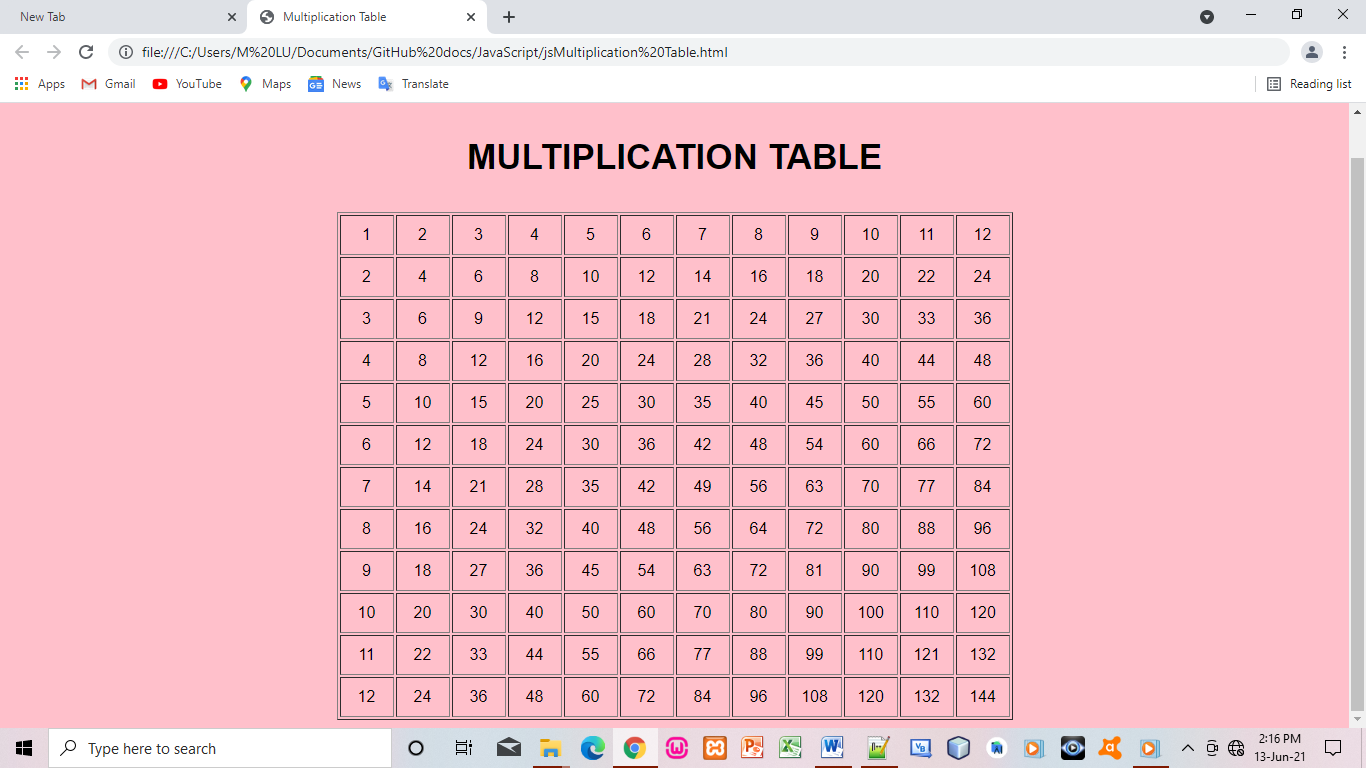 New Tab
Multiplication Table
file:///C:/Users/M%20LU/Documents/GitHub%20docs/JavaScript/jsMultiplication%20Table.html
Apps Gmail YouTube Maps News Translate Reading list
MULTIPLICATION TABLE
1 2 3 4 5 6 7 8 9 10 11 12
2 4 6 8 10 12 14 16 18 20 22 24
3 6 9 12 15 18 21 24 27 30 33 36
4 8 12 16 20 24 28 32 36 40 44 48
5 10 15 20 25 30 35 40 45 50 55 60
6 12 18 24 30 36 42 48 54 60 66 72
7 14 21 28 35 42 49 56 63 70 77 84
8 16 24 32 40 48 56 64 72 80 88 96
9 18 27 36 45 54 63 72 81 90 99 108
10 20 30 40 50 60 70 80 90 100 110 120
11 22 33 44 55 66 77 88 99 110 121 132
12 24 36 48 60 72 84 96 108 120 132 144
Type here to search
2:16 PM
13-Jun-21